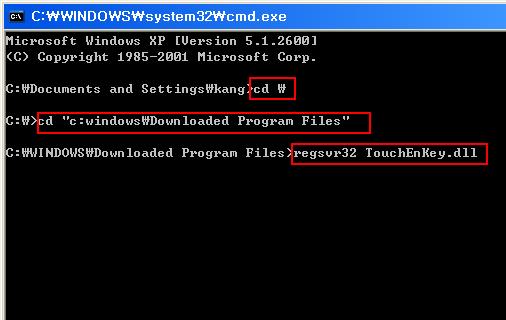 C:₩WINDOWS₩system32₩cmd.exe
Microsoft Windows XP [Version 5.1.2600]
(C) Copyright 1985-2001 Microsoft Corp.
C:₩Documents and Settings₩kang>cd ₩
C:₩>cd "c:windows₩Downloaded Program Files"
C:₩WINDOWS₩Downloaded Program Files>regsvr32 TouchEnKey.dll